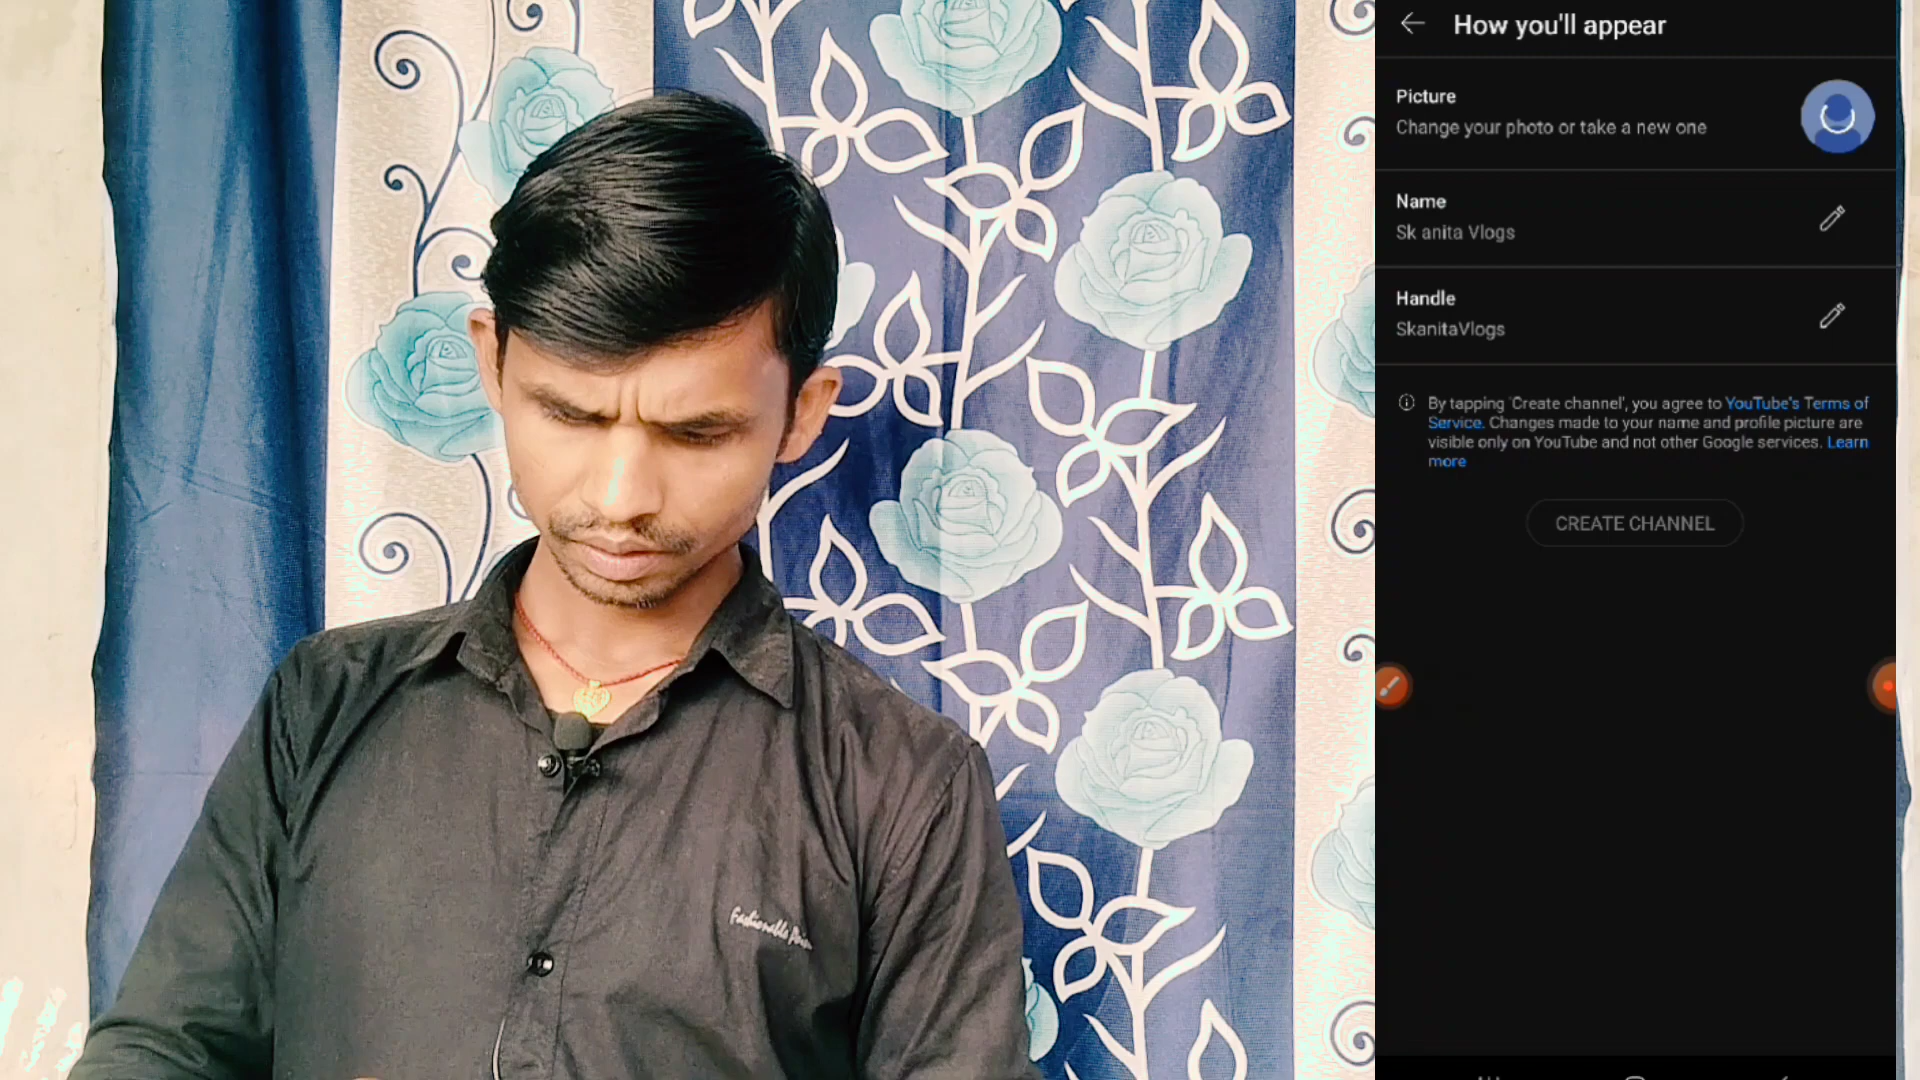 How you'll appear
Picture
Change your photo or take a new one
Name
Sk anita Vlogs
Handle
SkanitaVlogs
By tapping 'Create channel', you agree to YouTube's Terms of
Service. Changes made to your name and profile picture are
visible only on YouTube and not other Google services. Learn
more
CREATE CHANNEL
Fashionable